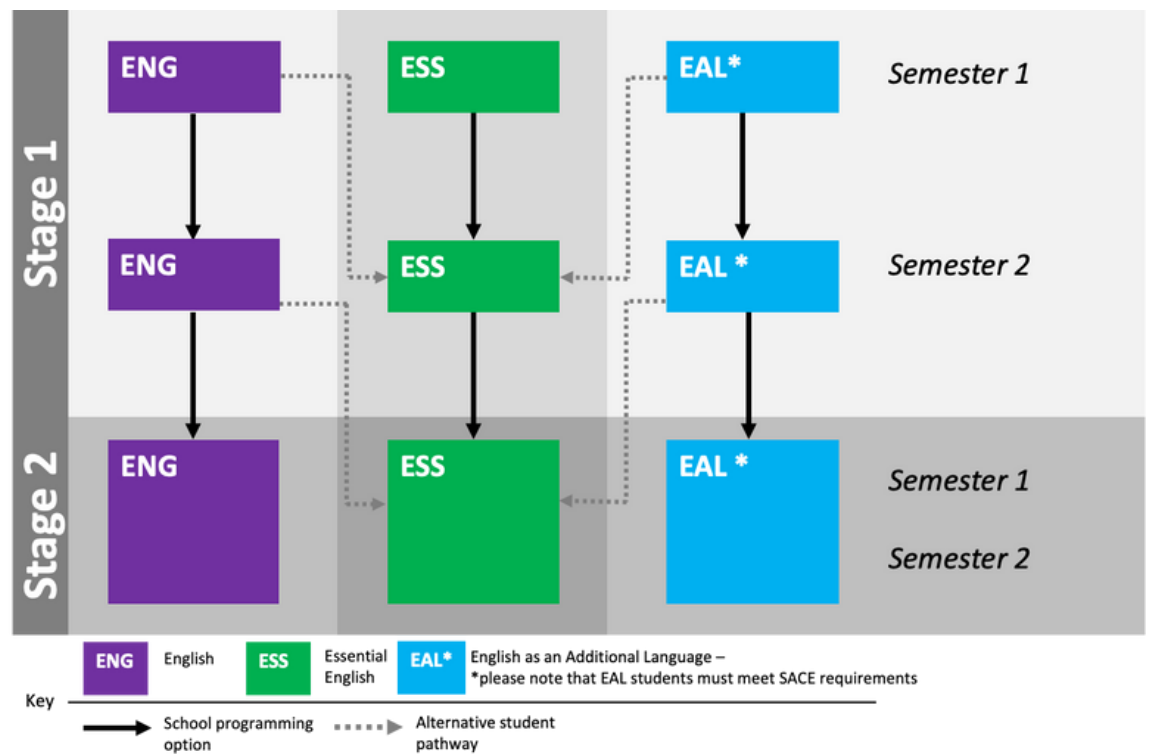 Stage 1
ENG
ESS
EAL*
Semester 1
ENG
ESS
EAL *
Semester 2
Stage 2
ENG
ESS
EAL *
Semester 1
Semester 2
ENG
English
ESS
Essential
English
EAL*
English as an Additional Language –
*please note that EAL students must meet SACE requirements
Key
School programming
option
Alternative student
pathway